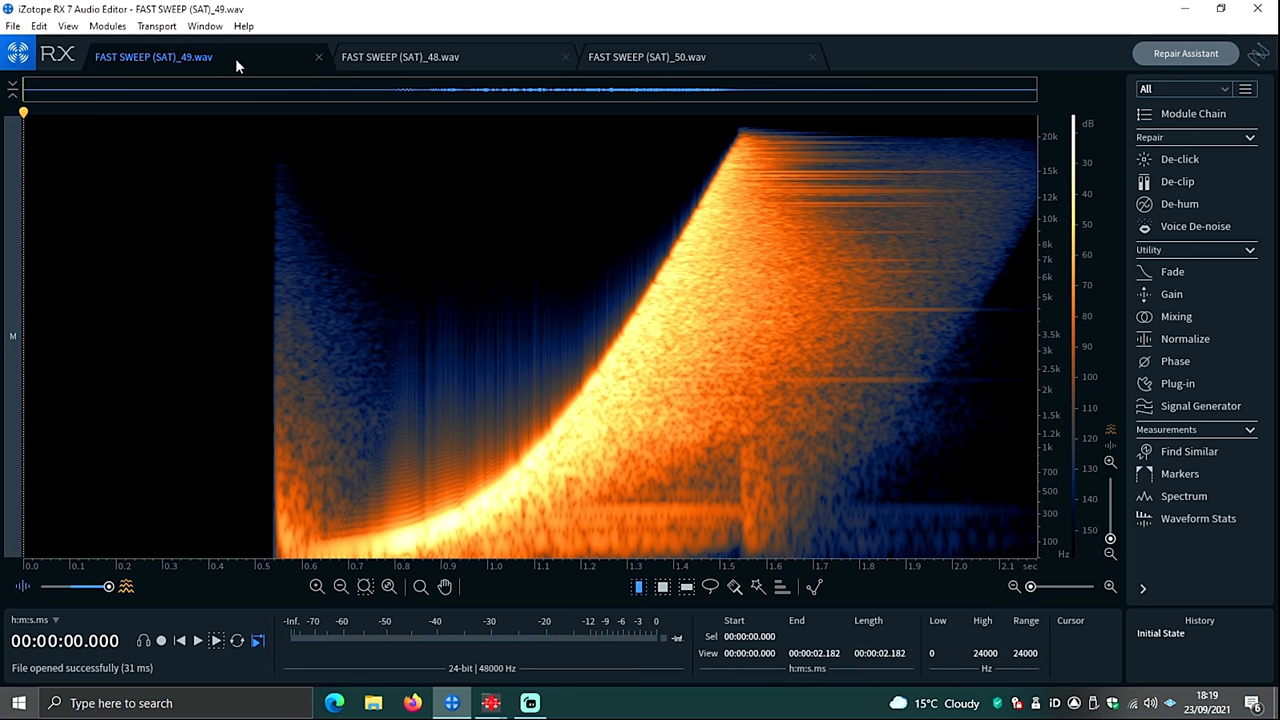 iZotope RX 7 Audio Editor - FAST SWEEP (SAT)_49.wav
File Edit View Modules Transport Window Help
RX FAST SWEEP (SAT)_49.wav FAST SWEEP (SAT)_48.wav FAST SWEEP (SAT)_50.wav Repair Assistant
All
Module Chain
Repair
De-click
De-clip
De-hum
Voice De-noise
Utility
Fade
Gain
Mixing
Normalize
Phase
Plug-in
Signal Generator
Measurements
Find Similar
Markers
Spectrum
Waveform Stats
M
20k
15k
12k
10k
8k
7k
6k
5k
3.5k
3k
2.5k
2k
1.5k
1.2k
1k
700
500
300
100
Hz
dB
30
40
50
60
70
80
90
100
110
120
130
140
150
0.0 0.1 0.2 0.3 0.4 0.5 0.6 0.7 0.8 0.9 1.0 1.1 1.2 1.3 1.4 1.5 1.6 1.7 1.8 1.9 2.0 2.1 sec
h:m:s.ms
00:00:00.000
File opened successfully (31 ms)
-Inf. -70 -60 -50 -40 -30 -20 -12 -9 -6 -3 0
-Inf.
24-bit | 48000 Hz
Start End Length
Sel 00:00:00.000
View 00:00:00.000 00:00:02.182 00:00:02.182
h:m:s.ms
Low High Range
0 24000 24000
Hz
Cursor
History
Initial State
Type here to search
15°C Cloudy
iD
18:19
23/09/2021
6